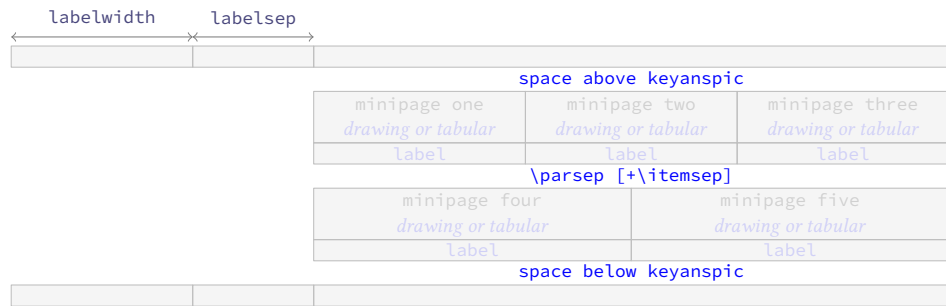 labelwidth labelsep
space above keyanspic
minipage one minipage two minipage three
drawing or tabular drawing or tabular drawing or tabular
label label label
\parsep [+\itemsep]
minipage four minipage five
drawing or tabular drawing or tabular
label label
space below keyanspic